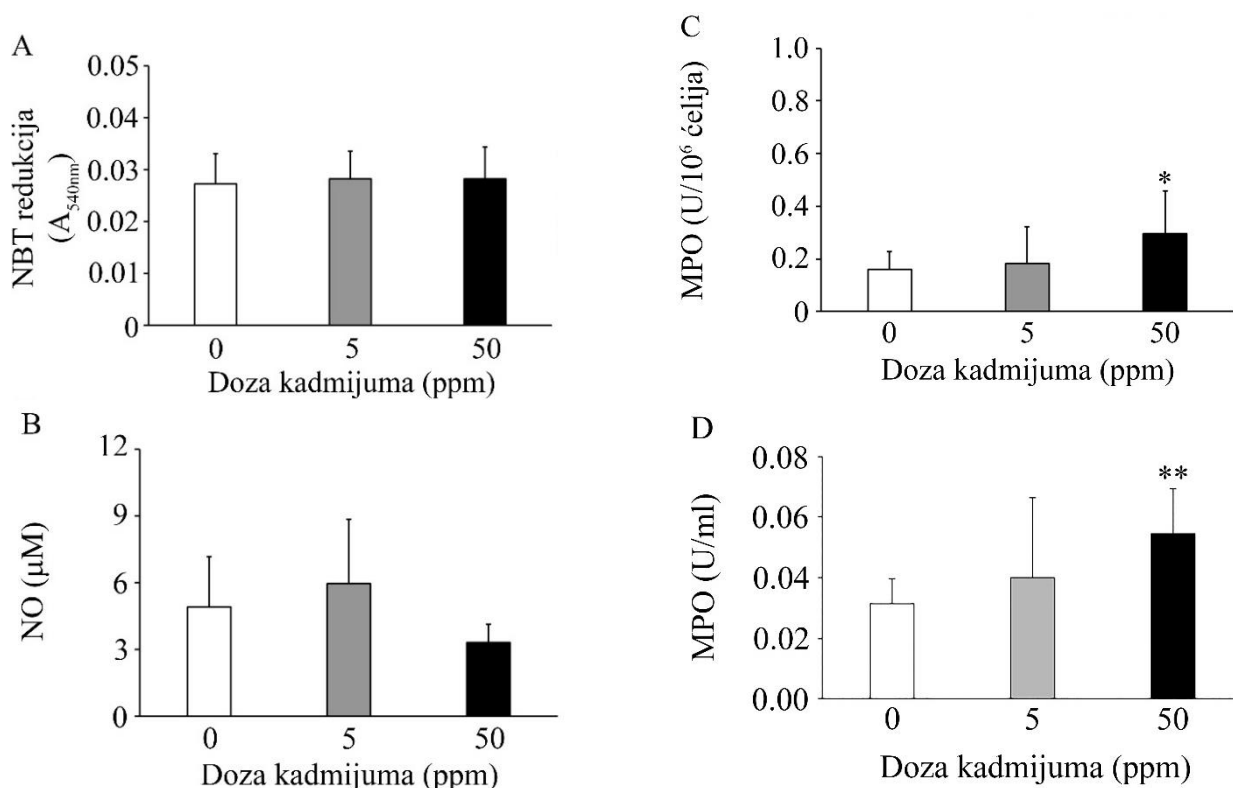 A
NBT redukcija
(A540nm)
0.05
0.04
0.03
0.02
0.01
0
0 5 50
Doza kadmijuma (ppm)
B
NO (µM)
12
9
6
3
0
0 5 50
Doza kadmijuma (ppm)
C
MPO (U/10⁶ ćelija)
1.0
0.8
0.6
0.4
0.2
0
*
0 5 50
Doza kadmijuma (ppm)
D
MPO (U/ml)
0.08
0.06
0.04
0.02
0.00
**
0 5 50
Doza kadmijuma (ppm)